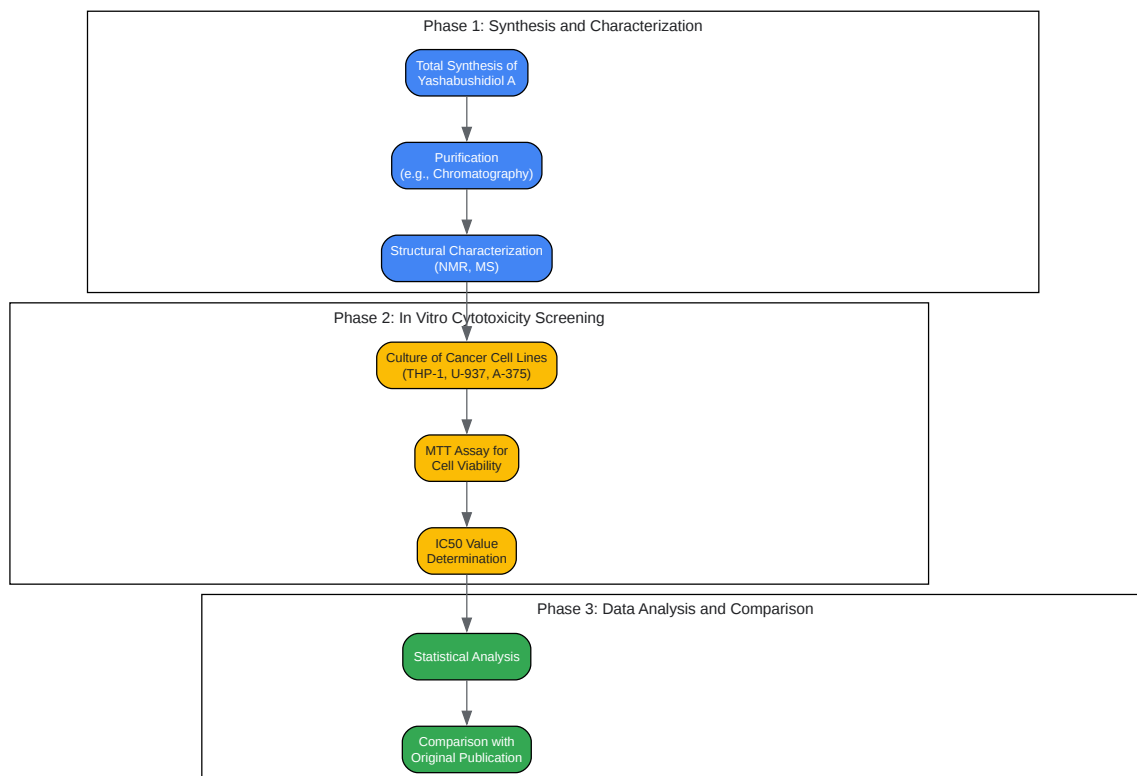 Phase 1: Synthesis and Characterization
Total Synthesis of
Yashabushidiol A
Purification
(e.g., Chromatography)
Structural Characterization
(NMR, MS)
Phase 2: In Vitro Cytotoxicity Screening
Culture of Cancer Cell Lines
(THP-1, U-937, A-375)
MTT Assay for
Cell Viability
IC50 Value
Determination
Phase 3: Data Analysis and Comparison
Statistical Analysis
Comparison with
Original Publication